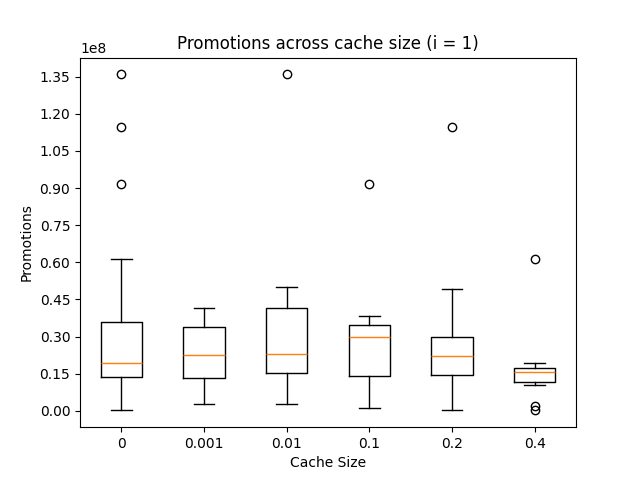 Promotions across cache size (i = 1)
1e8
1.35
1.20
1.05
0.90
0.75
0.60
0.45
0.30
0.15
0.00
Promotions
0 0.001 0.01 0.1 0.2 0.4
Cache Size